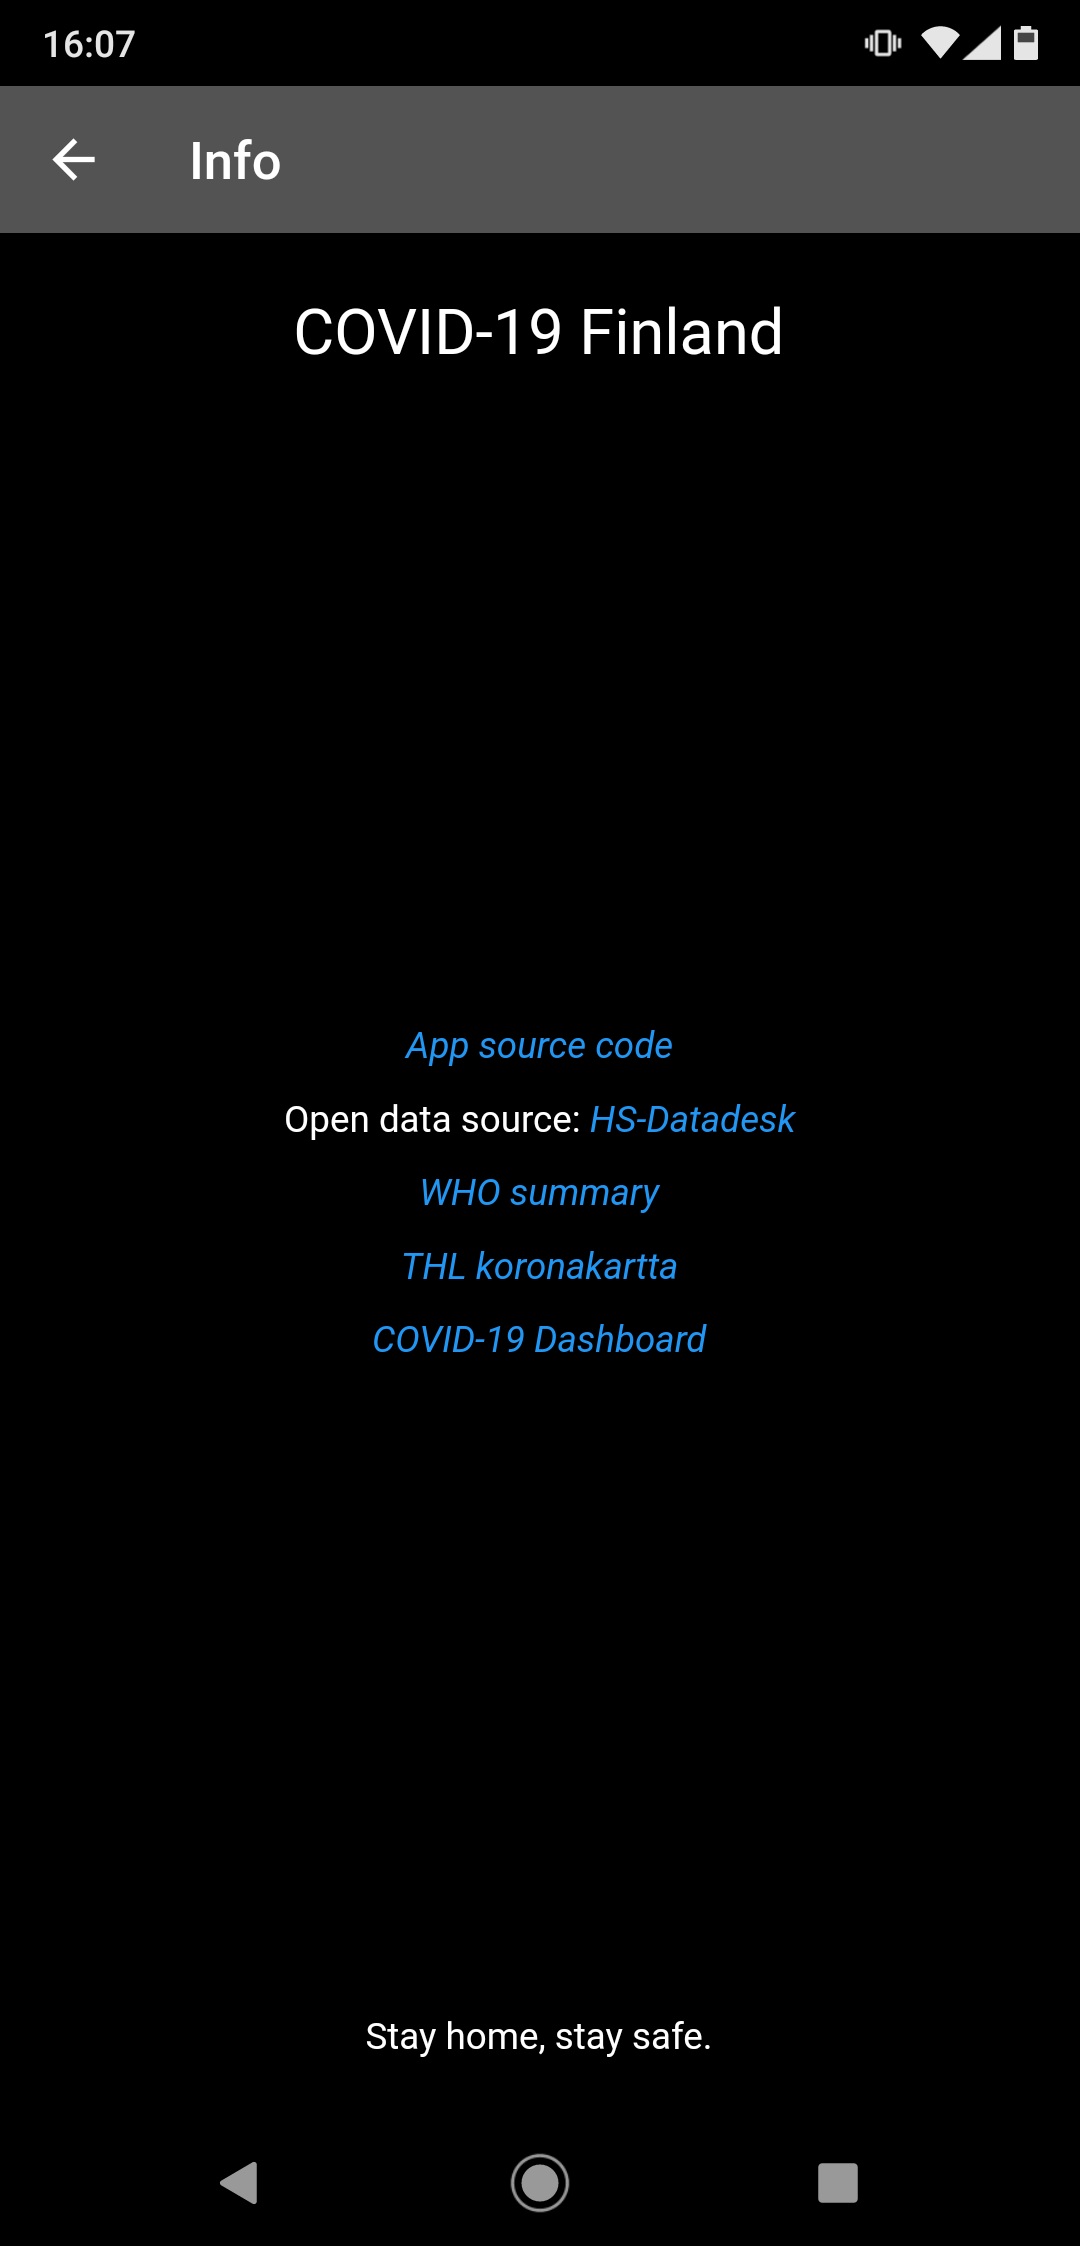 16:07
Info
COVID-19 Finland
App source code
Open data source: HS-Datadesk
WHO summary
THL koronakartta
COVID-19 Dashboard
Stay home, stay safe.